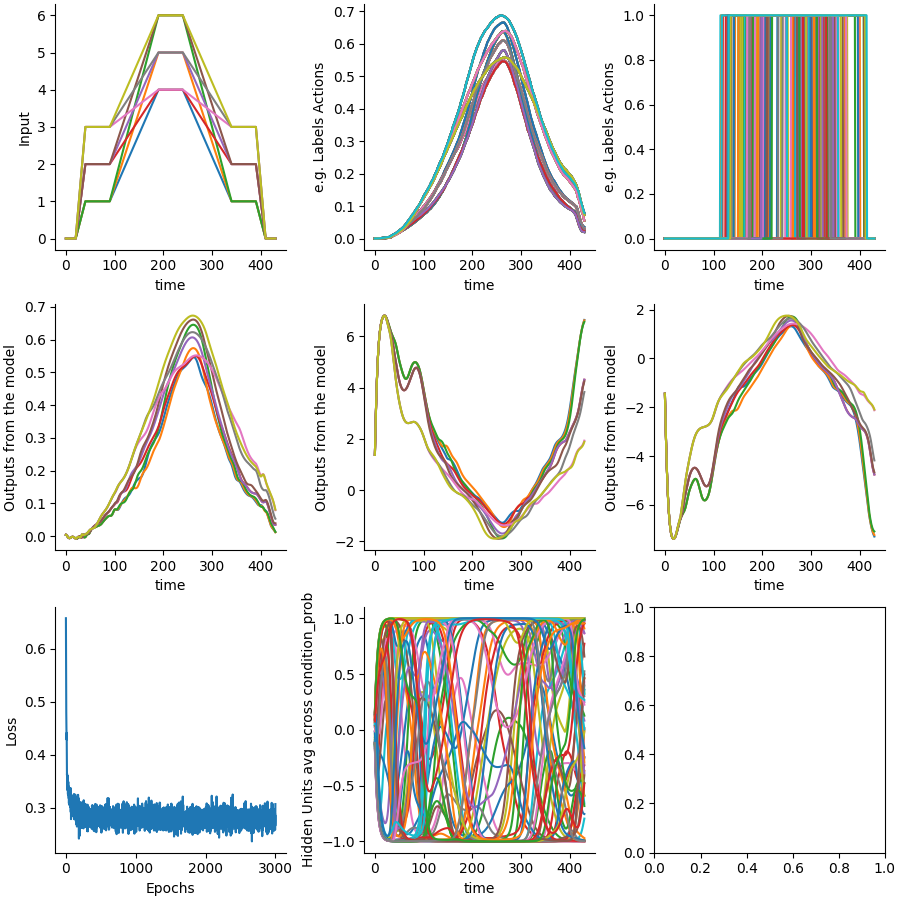 6
5
4
3
2
1
0
Input
0 100 200 300 400
time
0.7
0.6
0.5
0.4
0.3
0.2
0.1
0.0
e.g. Labels Actions
0 100 200 300 400
time
1.0
0.8
0.6
0.4
0.2
0.0
e.g. Labels Actions
0 100 200 300 400
time
0.7
0.6
0.5
0.4
0.3
0.2
0.1
0.0
Outputs from the model
0 100 200 300 400
time
6
4
2
0
−2
Outputs from the model
0 100 200 300 400
time
2
0
−2
−4
−6
Outputs from the model
0 100 200 300 400
time
0.6
0.5
0.4
0.3
Loss
0 1000 2000 3000
Epochs
1.0
0.5
0.0
−0.5
−1.0
Hidden Units avg across condition_prob
0 100 200 300 400
time
1.0
0.8
0.6
0.4
0.2
0.0
0.0 0.2 0.4 0.6 0.8 1.0